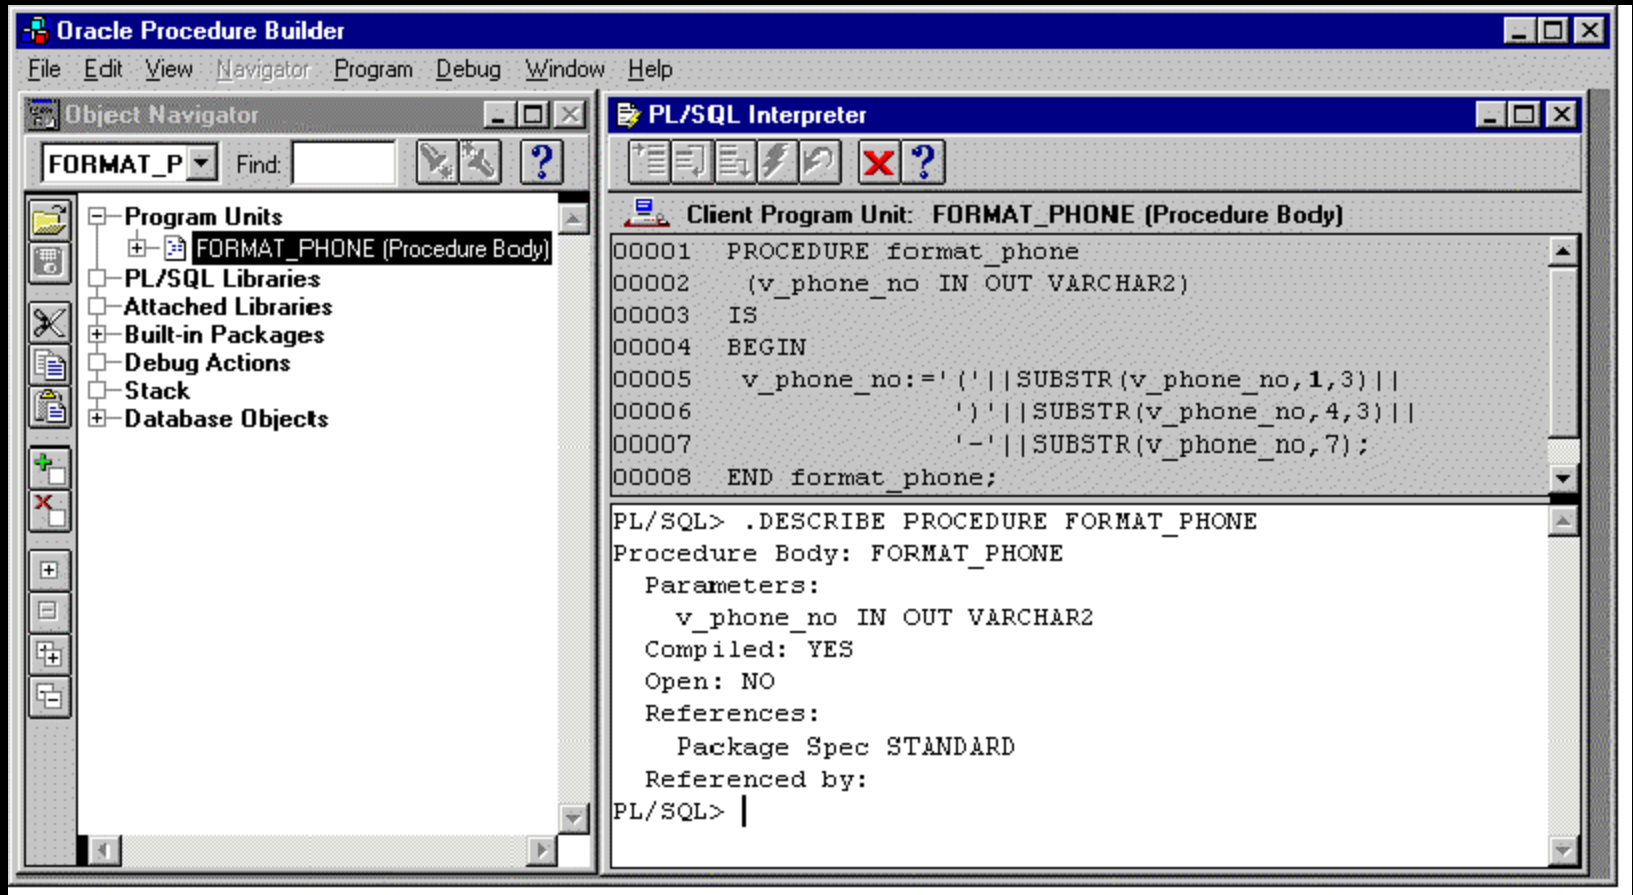 Oracle Procedure Builder
File Edit View Navigator Program Debug Window Help
Object Navigator
FORMAT_P Find:
Program Units
FORMAT_PHONE (Procedure Body)
PL/SQL Libraries
Attached Libraries
Built-in Packages
Debug Actions
Stack
Database Objects
PL/SQL Interpreter
Client Program Unit: FORMAT_PHONE (Procedure Body)
00001 PROCEDURE format_phone
00002 (v_phone_no IN OUT VARCHAR2)
00003 IS
00004 BEGIN
00005 v_phone_no:='('||SUBSTR(v_phone_no,1,3)||
00006 ')'||SUBSTR(v_phone_no,4,3)||
00007 '-'||SUBSTR(v_phone_no,7);
00008 END format_phone;
PL/SQL> .DESCRIBE PROCEDURE FORMAT_PHONE
Procedure Body: FORMAT_PHONE
Parameters:
v_phone_no IN OUT VARCHAR2
Compiled: YES
Open: NO
References:
Package Spec STANDARD
Referenced by:
PL/SQL>